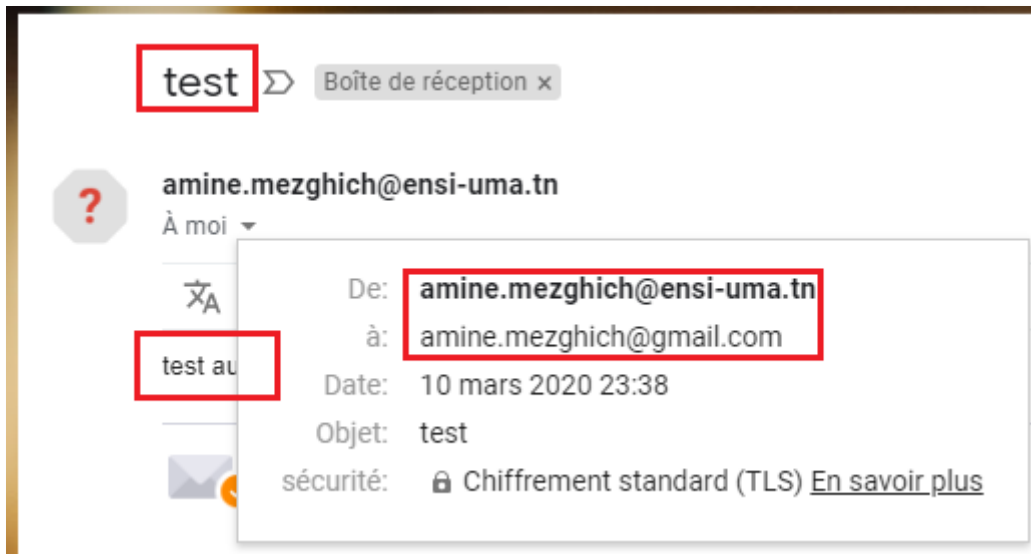 test Boîte de réception ×
?
amine.mezghich@ensi-uma.tn
À moi
De: amine.mezghich@ensi-uma.tn
à: amine.mezghich@gmail.com
test au
Date: 10 mars 2020 23:38
Objet: test
sécurité: Chiffrement standard (TLS) En savoir plus